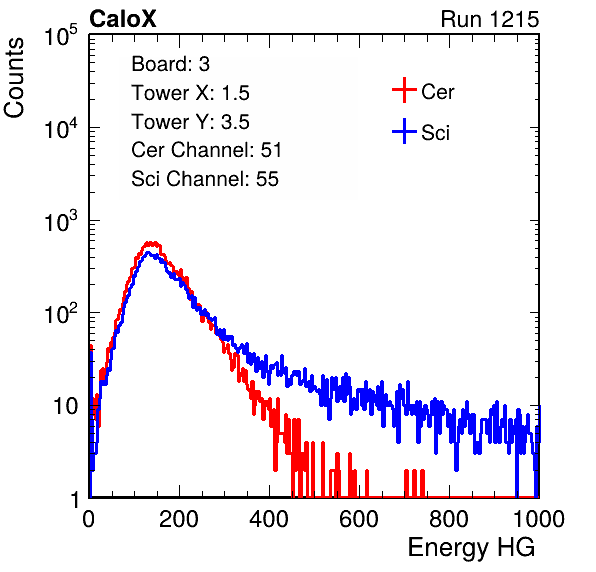 CaloX Run 1215
Counts
10^5
10^4
10^3
10^2
10
1
Board: 3
Tower X: 1.5
Tower Y: 3.5
Cer Channel: 51
Sci Channel: 55
Cer
Sci
0 200 400 600 800 1000
Energy HG